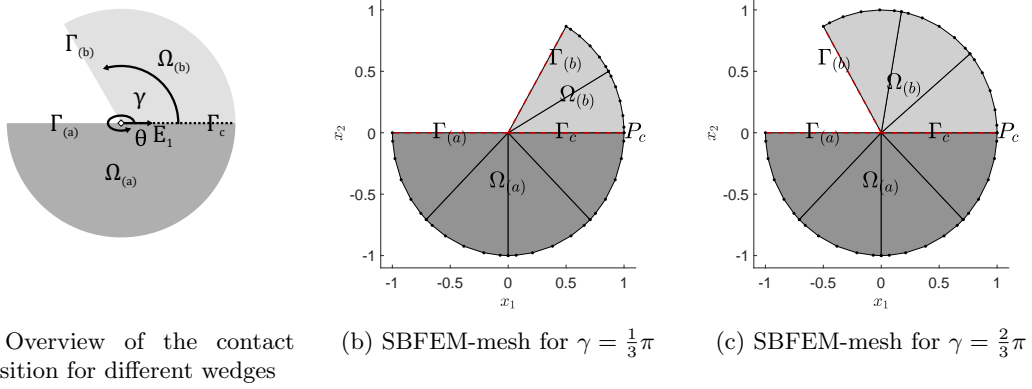 Γ(b)
Ω(b)
γ
Γ(a)
θ E1
Γc
Ω(a)
Overview of the contact
sition for different wedges
1
0.5
0
-0.5
-1
x2
Γ(b)
Ω(b)
Γ(a)
Γc
Pc
Ω(a)
-1 -0.5 0 0.5 1
x1
(b) SBFEM-mesh for γ = 1/3 π
1
0.5
0
-0.5
-1
x2
Γ(b)
Ω(b)
Γ(a)
Γc
Pc
Ω(a)
-1 -0.5 0 0.5 1
x1
(c) SBFEM-mesh for γ = 2/3 π